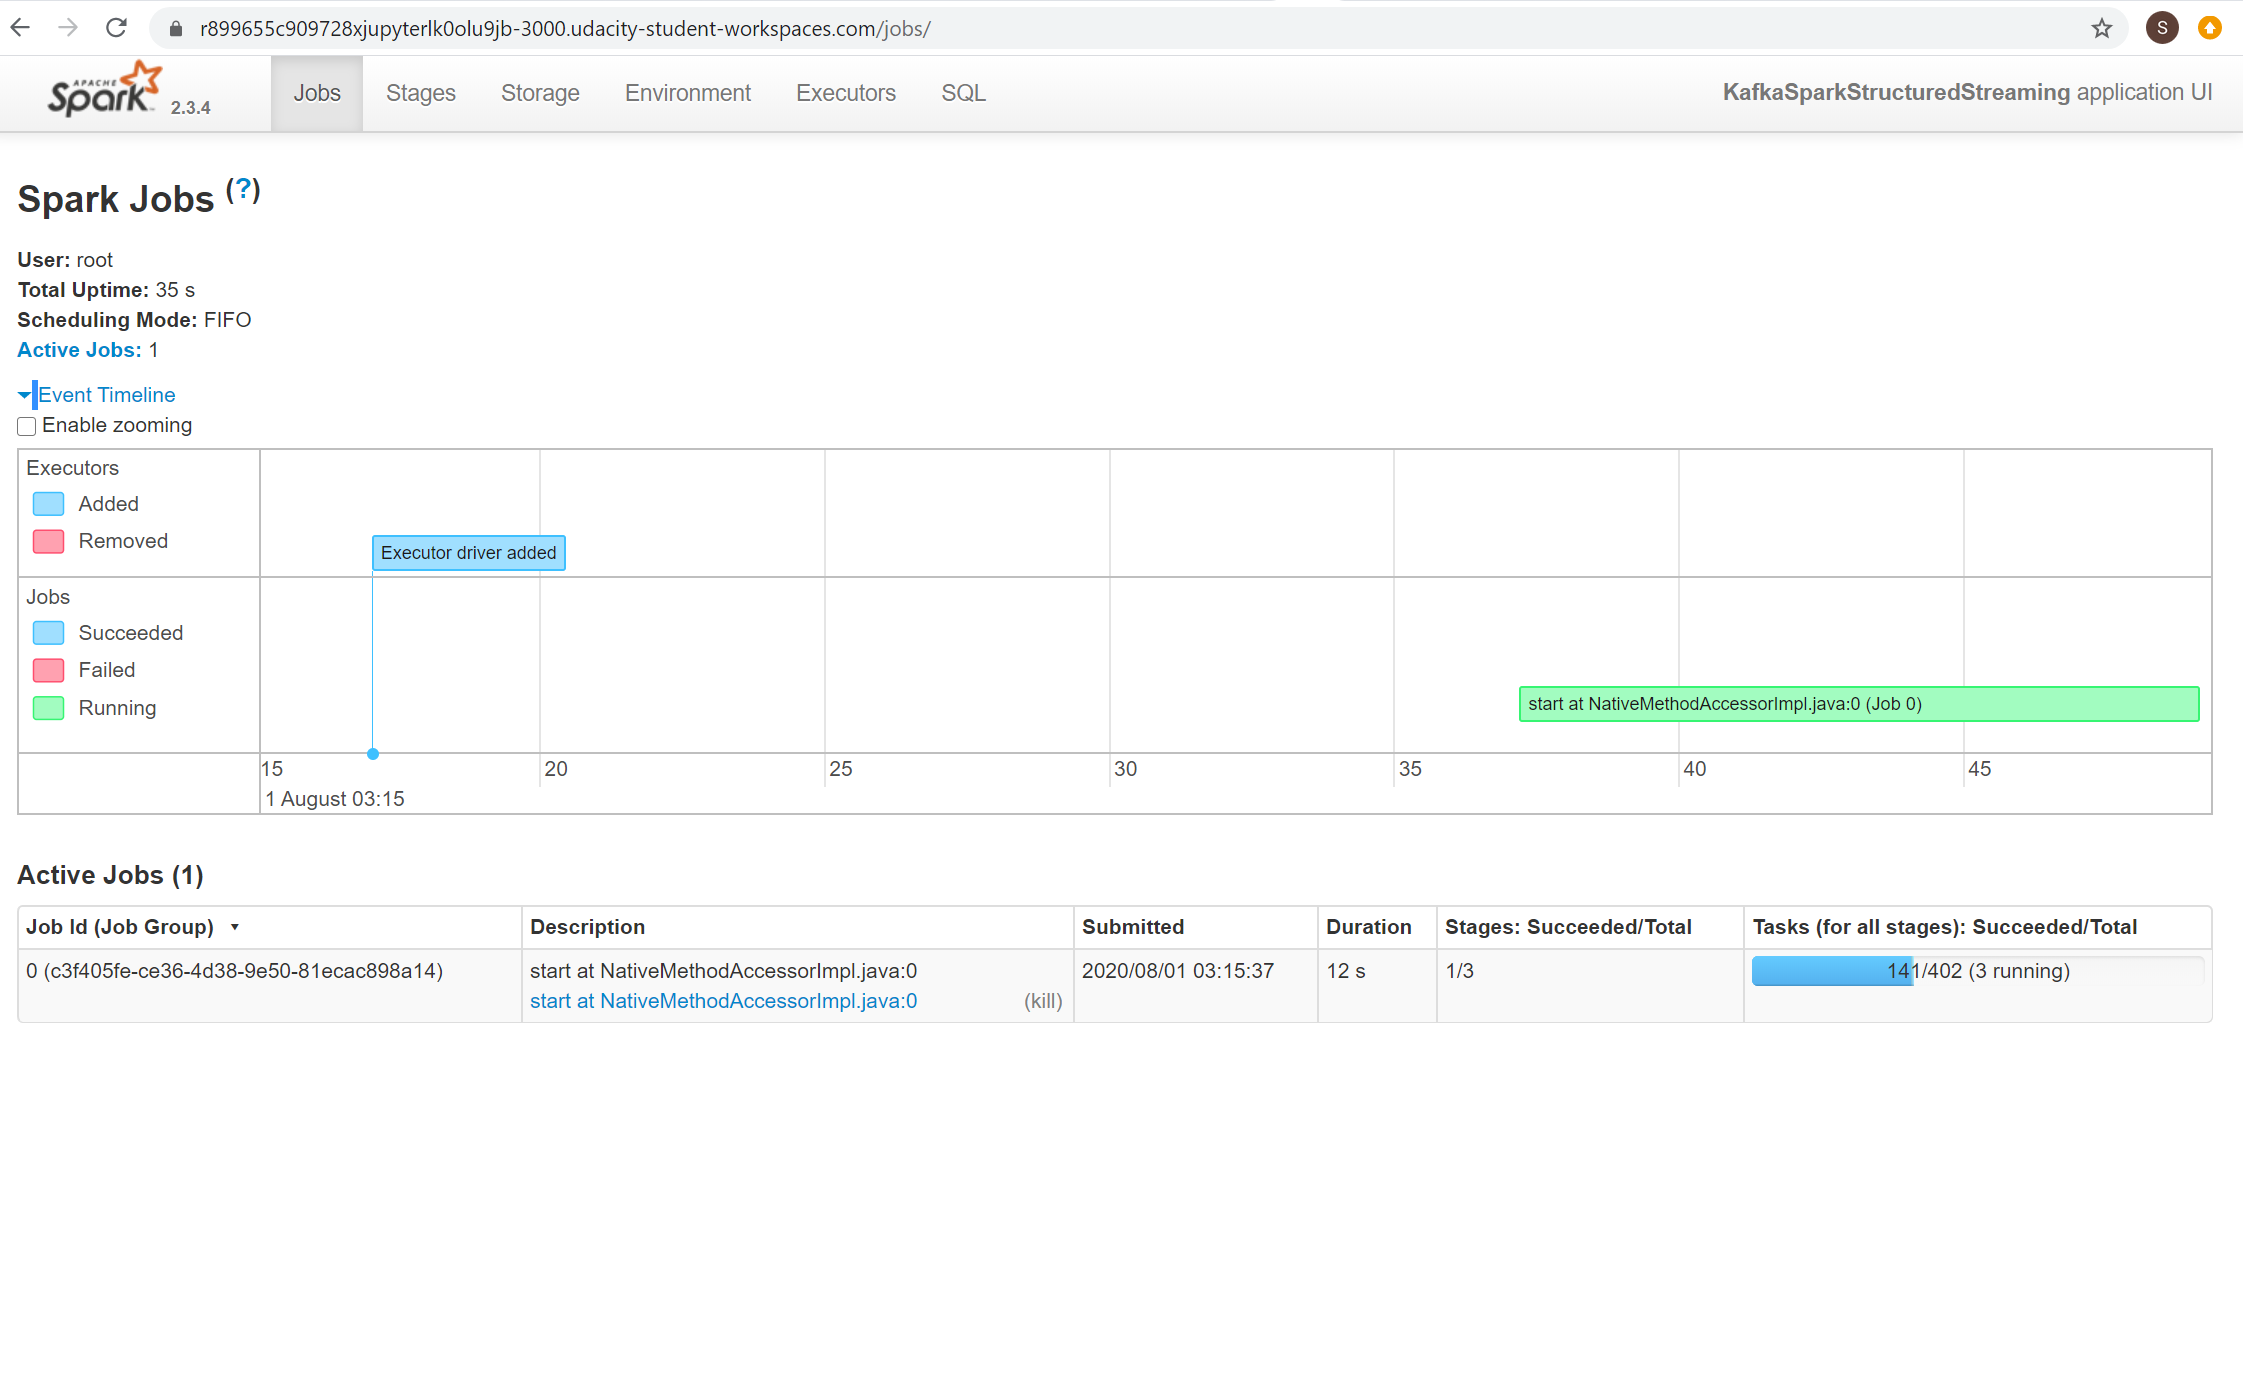 r899655c909728xjupyterlk0olu9jb-3000.udacity-student-workspaces.com/jobs/
S
APACHE
Spark 2.3.4
Jobs Stages Storage Environment Executors SQL
KafkaSparkStructuredStreaming application UI
Spark Jobs (?)
User: root
Total Uptime: 35 s
Scheduling Mode: FIFO
Active Jobs: 1
Event Timeline
Enable zooming
Executors
Added
Removed
Executor driver added
Jobs
Succeeded
Failed
Running
start at NativeMethodAccessorImpl.java:0 (Job 0)
15 20 25 30 35 40 45
1 August 03:15
Active Jobs (1)
Job Id (Job Group) ▾ Description Submitted Duration Stages: Succeeded/Total Tasks (for all stages): Succeeded/Total
0 (c3f405fe-ce36-4d38-9e50-81ecac898a14) start at NativeMethodAccessorImpl.java:0 2020/08/01 03:15:37 12 s 1/3 141/402 (3 running)
start at NativeMethodAccessorImpl.java:0 (kill)